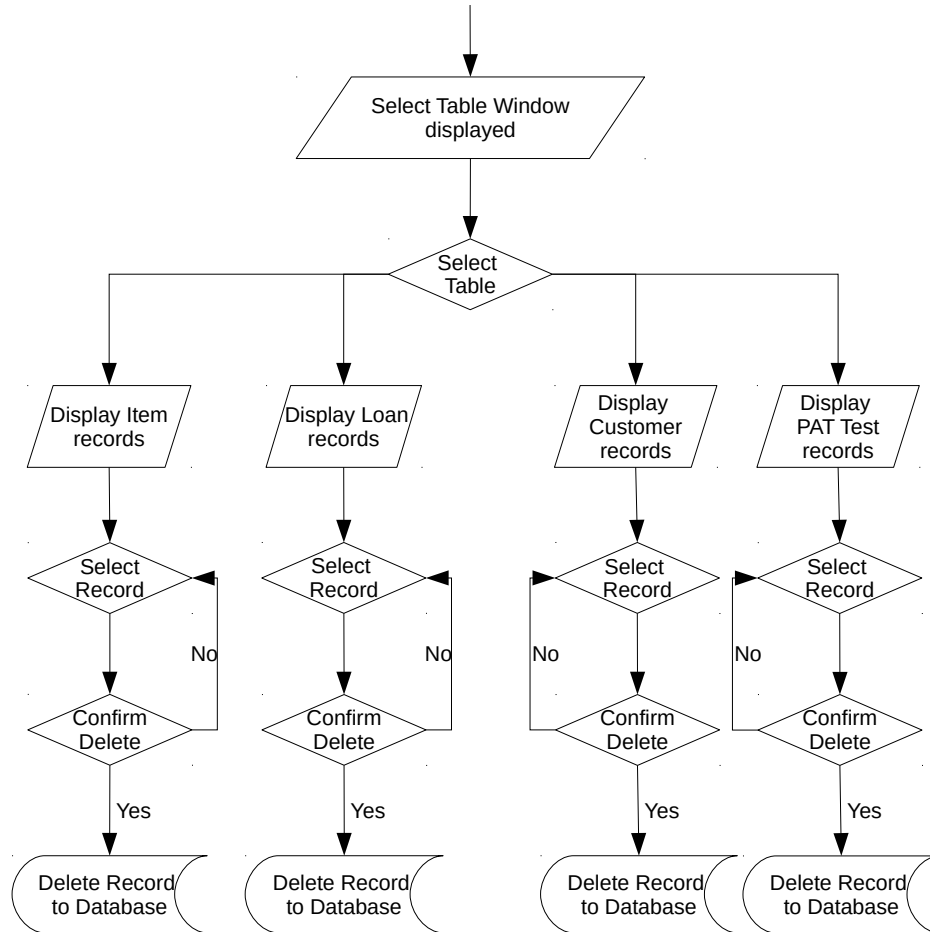 Select Table Window
displayed
Select
Table
Display Item
records
Display Loan
records
Display
Customer
records
Display
PAT Test
records
Select
Record
Select
Record
Select
Record
Select
Record
No
No
No
No
Confirm
Delete
Confirm
Delete
Confirm
Delete
Confirm
Delete
Yes
Yes
Yes
Yes
Delete Record
to Database
Delete Record
to Database
Delete Record
to Database
Delete Record
to Database